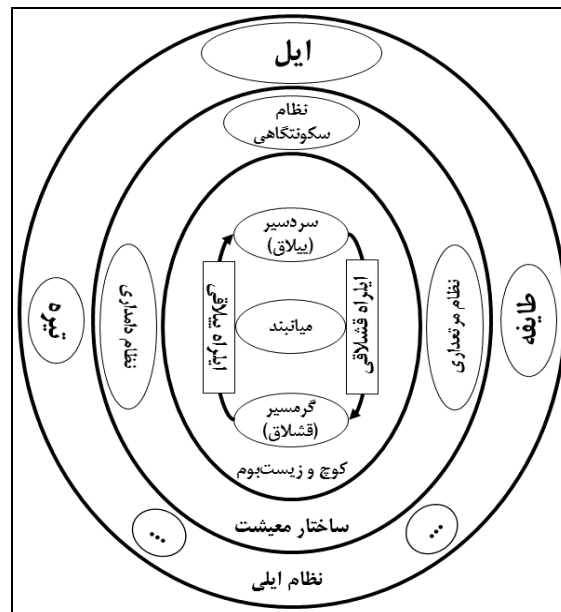 ایل
نظام
سکونتگاهی
سردسیر
(ییلاق)
طایفه
نظام مرتعداری
ایلراه قشلاقی
میانبند
ایلراه ییلاقی
نظام دامداری
تیره
گرمسیر
(قشلاق)
کوچ و زیست‌بوم
...
ساختار معیشت
...
نظام ایلی